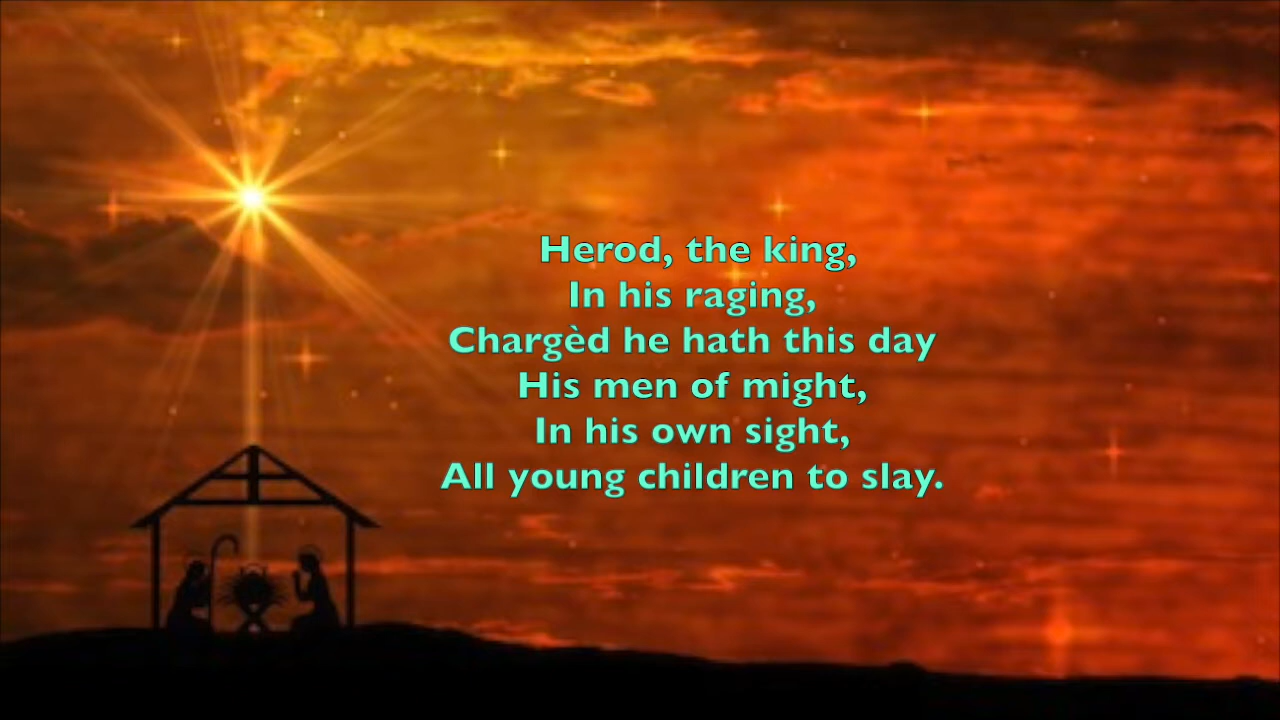 Herod, the king,
In his raging,
Chargèd he hath this day
His men of might,
In his own sight,
All young children to slay.